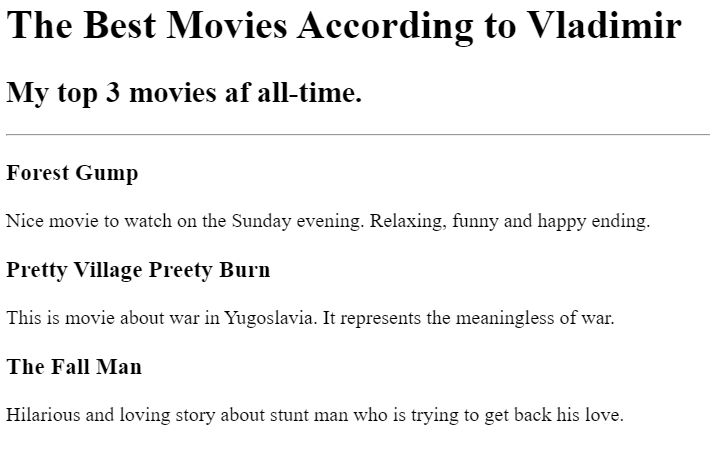 The Best Movies According to Vladimir
My top 3 movies af all-time.
Forest Gump
Nice movie to watch on the Sunday evening. Relaxing, funny and happy ending.
Pretty Village Preety Burn
This is movie about war in Yugoslavia. It represents the meaningless of war.
The Fall Man
Hilarious and loving story about stunt man who is trying to get back his love.